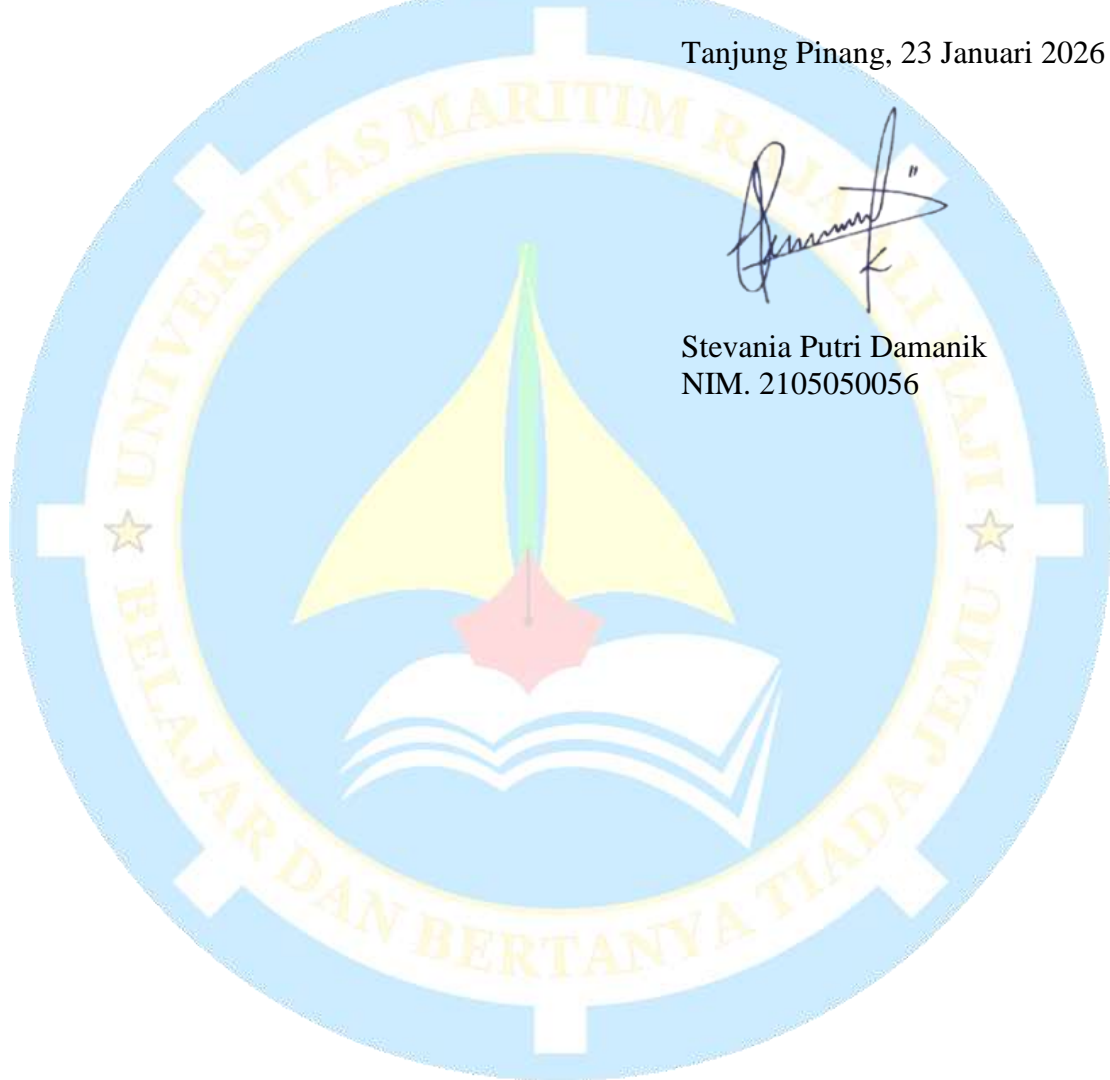 Tanjung Pinang, 23 Januari 2026
UNIVERSITAS MARITIM RAJA ALI HAJI
Stevania Putri Damanik
NIM. 2105050056
BELAJAR DAN BERTANYA TIADA JEMU